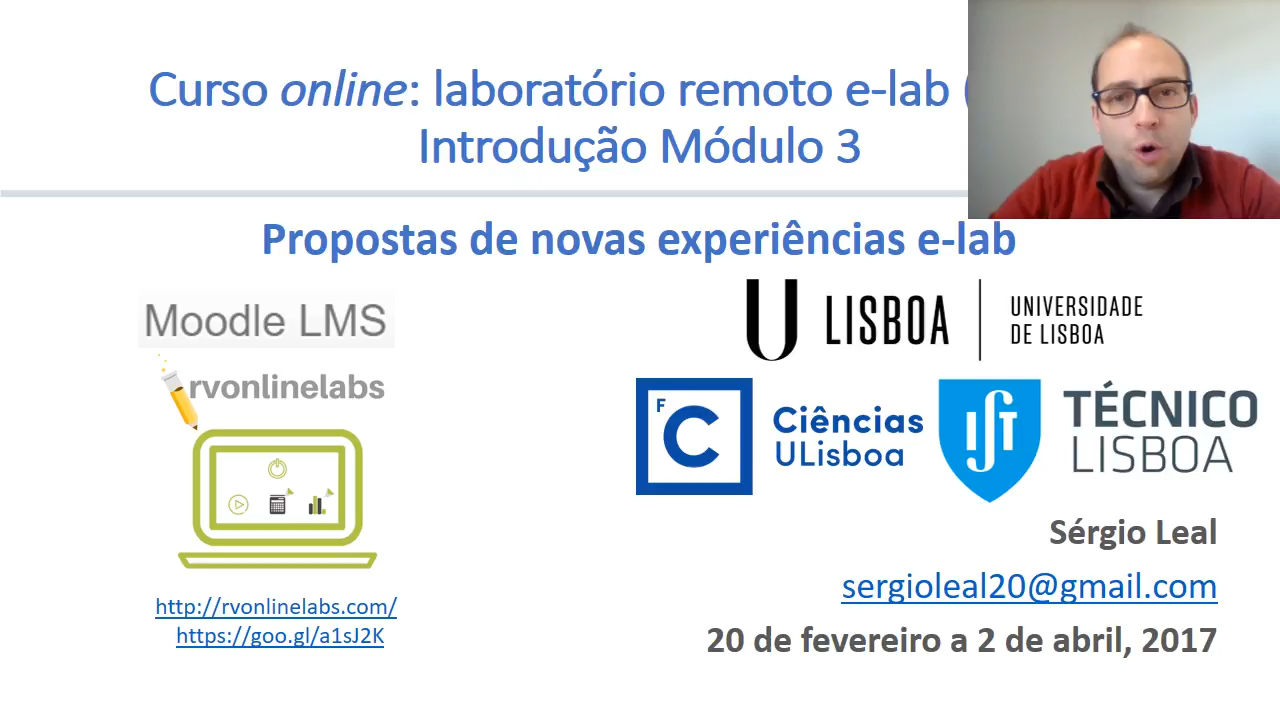 Curso online: laboratório remoto e-lab (
Introdução Módulo 3
Propostas de novas experiências e-lab
Moodle LMS
rvonlinelabs
http://rvonlinelabs.com/
https://goo.gl/a1sJ2K
U LISBOA | UNIVERSIDADE
DE LISBOA
F C Ciências
ULisboa
IST TÉCNICO
LISBOA
Sérgio Leal
sergioleal20@gmail.com
20 de fevereiro a 2 de abril, 2017